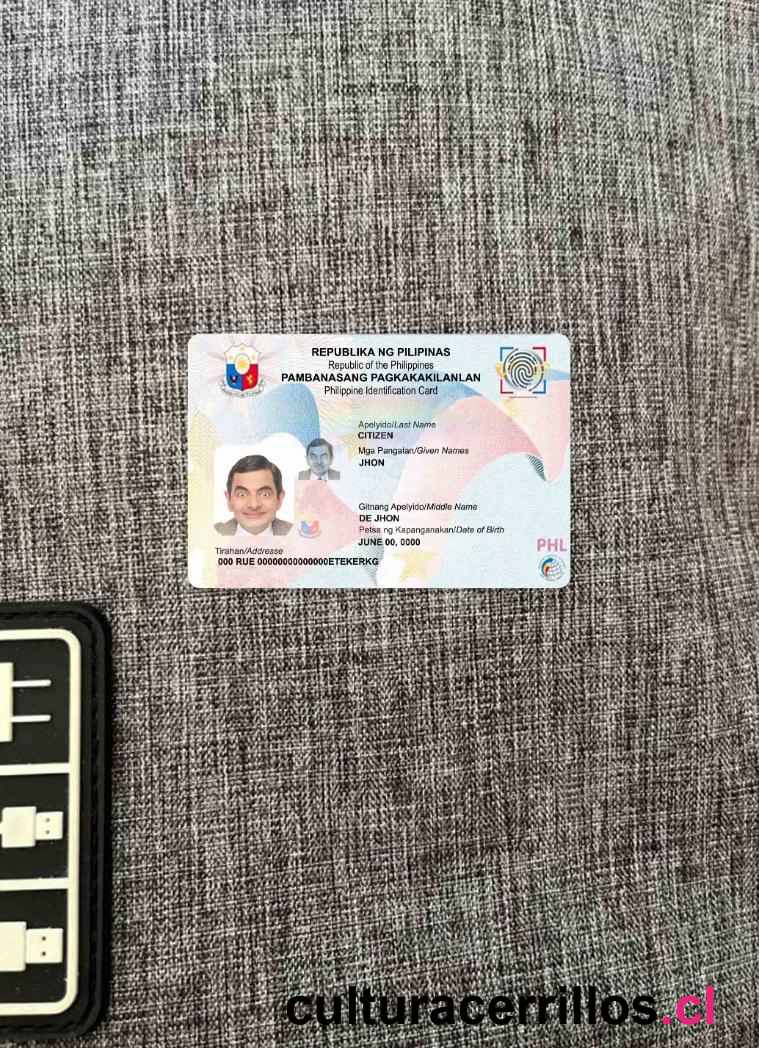 REPUBLIKA NG PILIPINAS
Republic of the Philippines
PAMBANASANG PAGKAKAKILANLAN
Philippine Identification Card
Apelyido/Last Name
CITIZEN
Mga Pangalan/Given Names
JHON
Gitnang Apelyido/Middle Name
DE JHON
Petsa ng Kapanganakan/Date of Birth
JUNE 00, 0000
PHL
Tirahan/Addresse
000 RUE 00000000000000ETEKERKG
culturacerrillos.cl